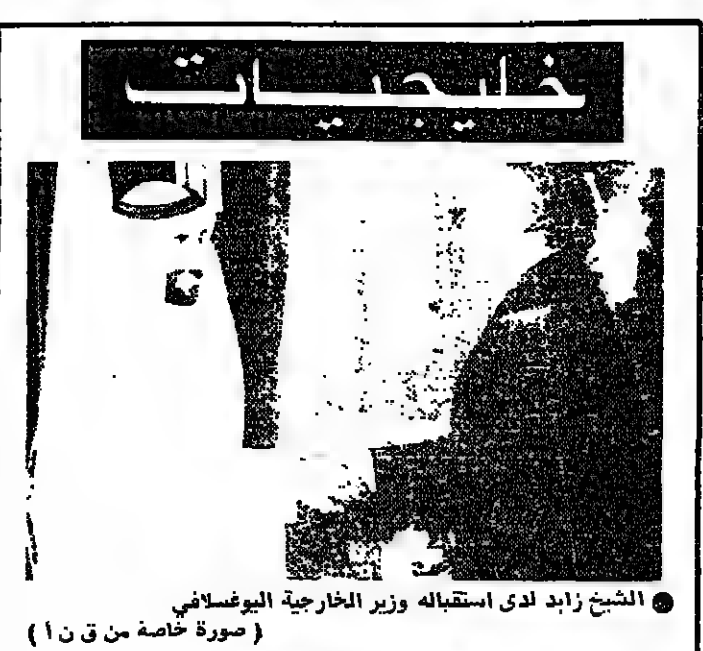 خليجيات
الشيخ زايد لدى استقباله وزير الخارجية اليوغسلافي
( صورة خاصة من ق ن أ )